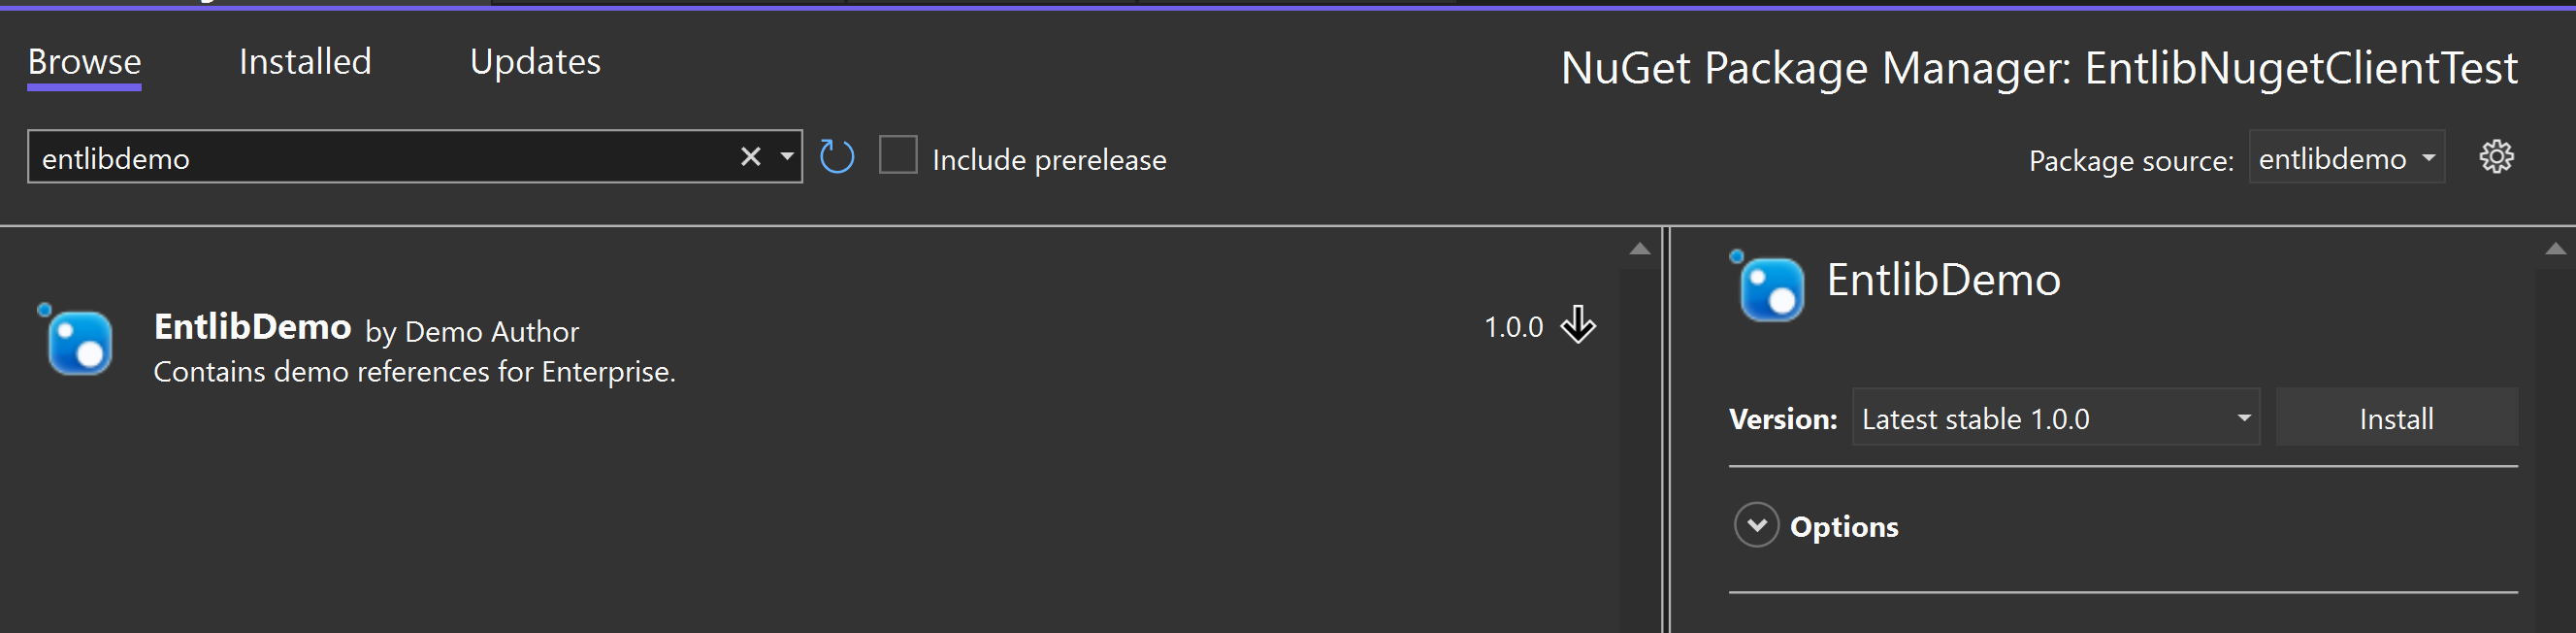 Browse Installed Updates NuGet Package Manager: EntlibNugetClientTest
entlibdemo Include prerelease Package source: entlibdemo
EntlibDemo by Demo Author 1.0.0
Contains demo references for Enterprise.
EntlibDemo
Version: Latest stable 1.0.0 Install
Options